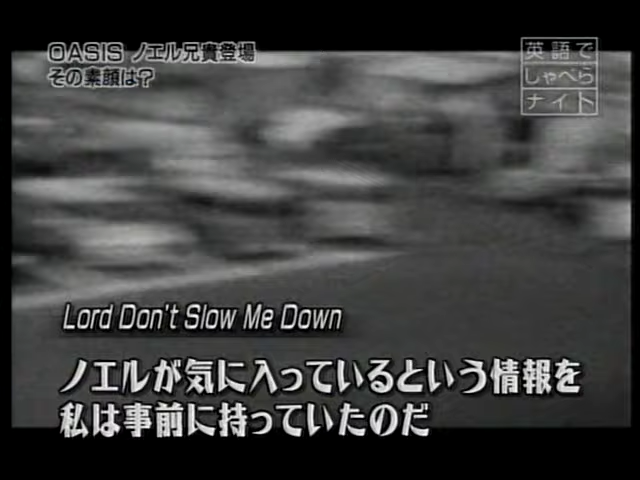 OASIS ノエル兄貴登場
その素顔は?
英語で
しゃべら
ナイト
Lord Don't Slow Me Down
ノエルが気に入っているという情報を
私は事前に持っていたのだ